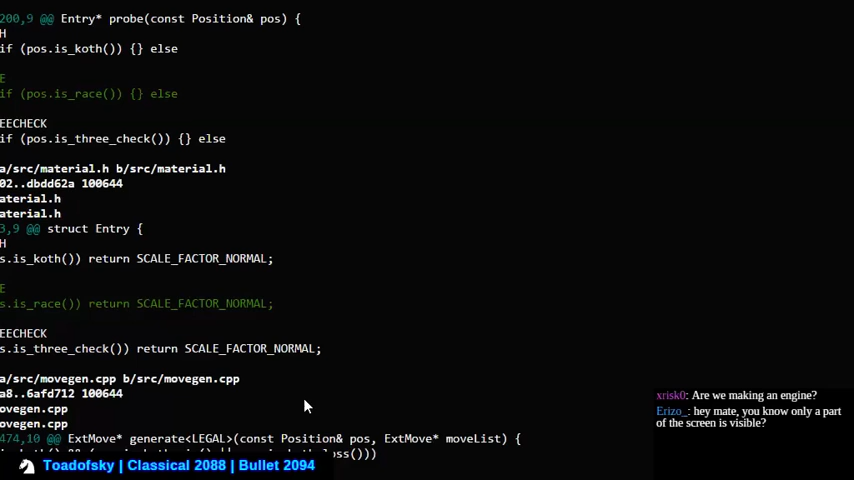 200,9 @@ Entry* probe(const Position& pos) {
H
if (pos.is_koth()) {} else
E
if (pos.is_race()) {} else
EECHECK
if (pos.is_three_check()) {} else
a/src/material.h b/src/material.h
02..dbdd62a 100644
aterial.h
aterial.h
3,9 @@ struct Entry {
H
s.is_koth()) return SCALE_FACTOR_NORMAL;
E
s.is_race()) return SCALE_FACTOR_NORMAL;
EECHECK
s.is_three_check()) return SCALE_FACTOR_NORMAL;
a/src/movegen.cpp b/src/movegen.cpp
a8..6afd712 100644
ovegen.cpp
ovegen.cpp
474,10 @@ ExtMove* generate<LEGAL>(const Position& pos, ExtMove* moveList) {
oss()))
Toadofsky | Classical 2088 | Bullet 2094
xrisk0: Are we making an engine?
Erizo_: hey mate, you know only a part
of the screen is visible?